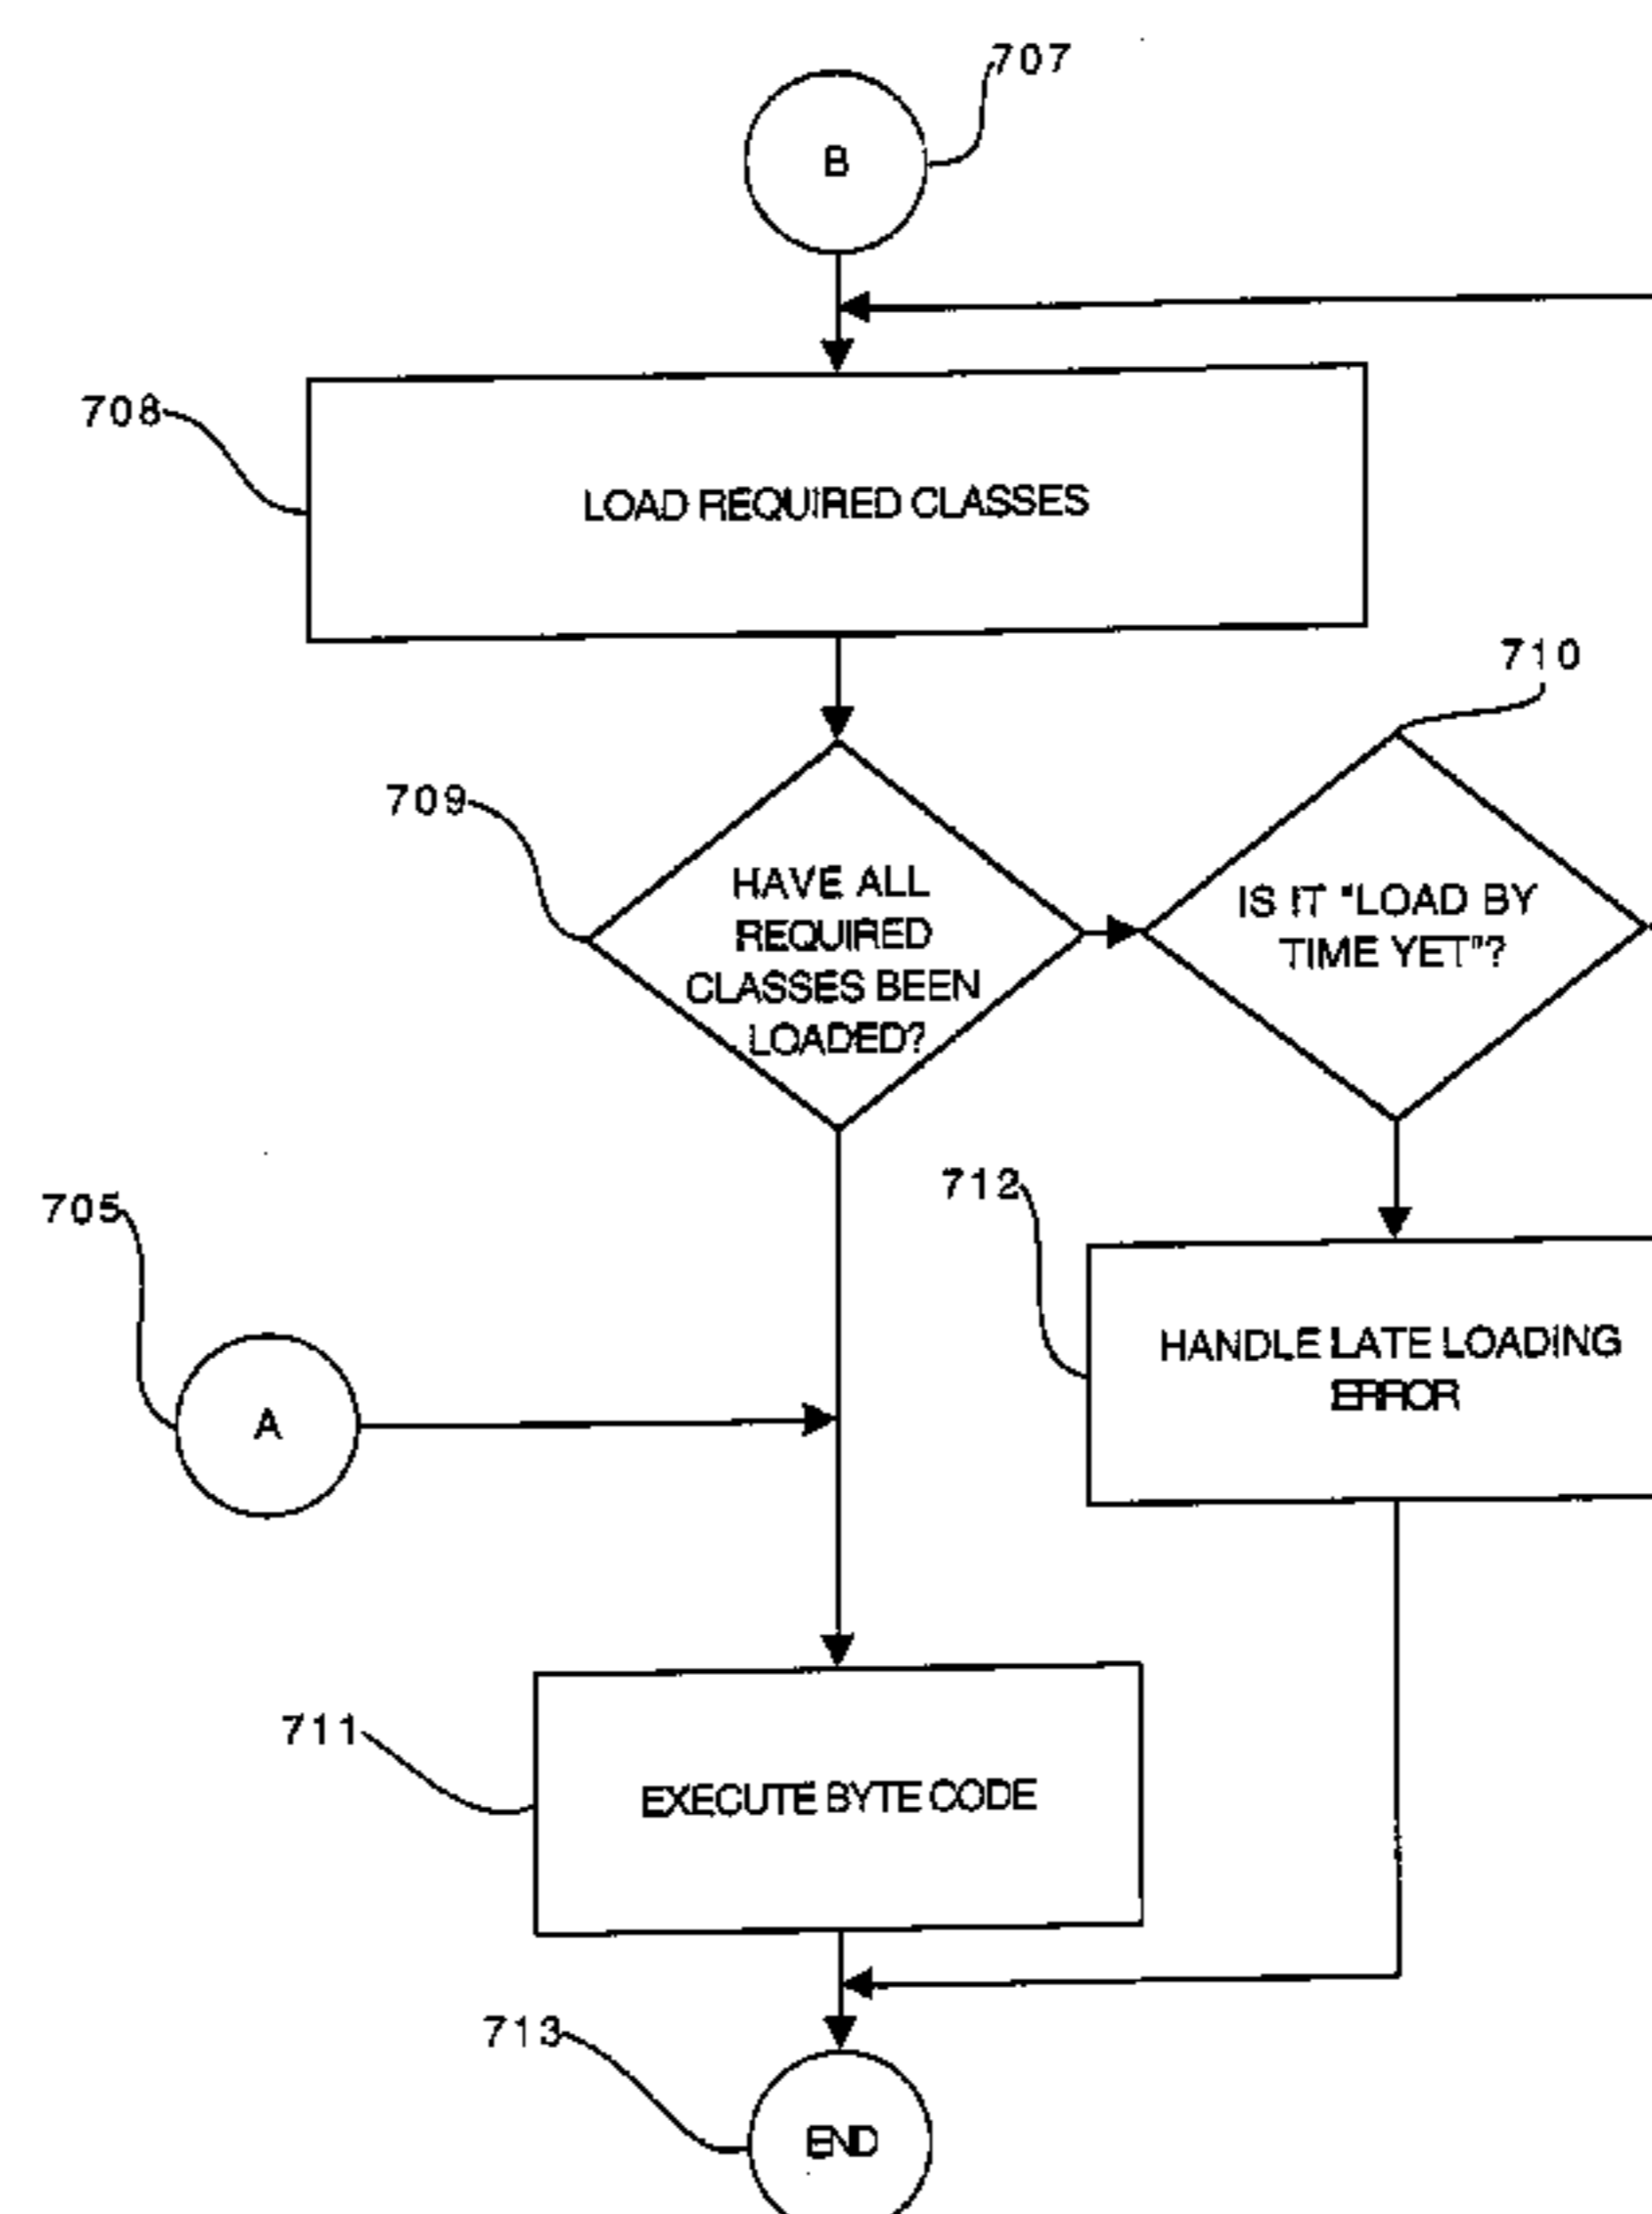 707
B
708
LOAD REQUIRED CLASSES
710
709
HAVE ALL
REQUIRED
CLASSES BEEN
LOADED?
IS IT "LOAD BY
TIME YET"?
712
705
HANDLE LATE LOADING
ERROR
A
711
EXECUTE BYTE CODE
713
END